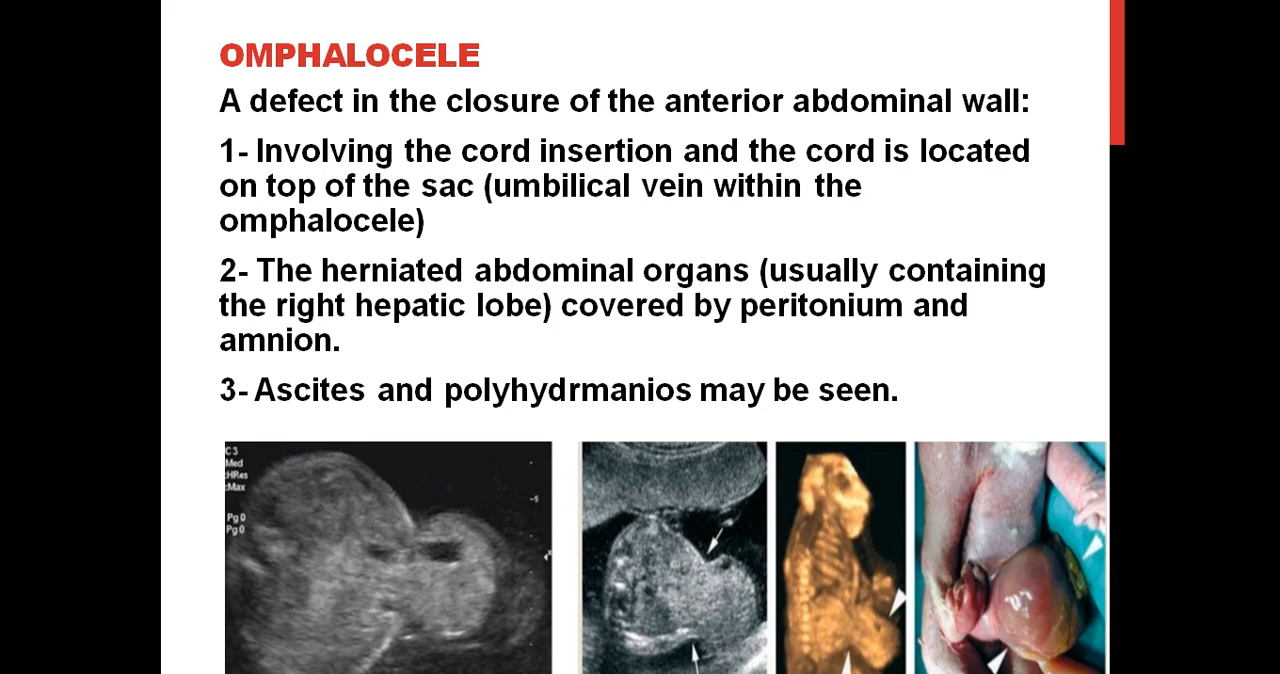 OMPHALOCELE
A defect in the closure of the anterior abdominal wall:
1- Involving the cord insertion and the cord is located
on top of the sac (umbilical vein within the
omphalocele)
2- The herniated abdominal organs (usually containing
the right hepatic lobe) covered by peritonium and
amnion.
3- Ascites and polyhydrmanios may be seen.
C 3
Med
HRes
Max
Pg 0
Pg 0
-5